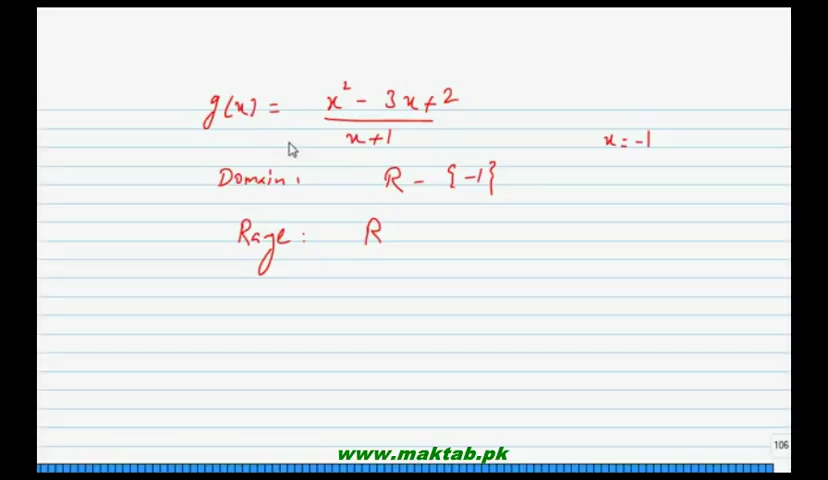 g(x) = x² - 3x + 2
x + 1
x = -1
Domain : R - {-1}
Rage : R
106
www.maktab.pk